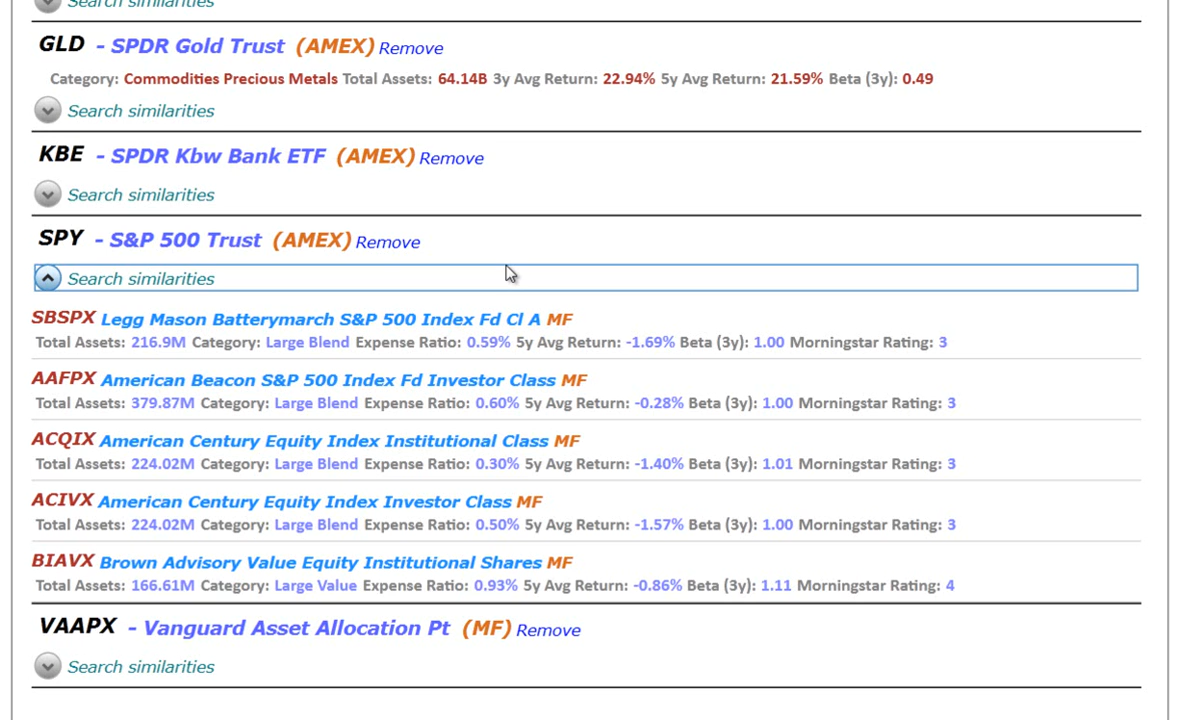 Search similarities
GLD - SPDR Gold Trust (AMEX) Remove
Category: Commodities Precious Metals Total Assets: 64.14B 3y Avg Return: 22.94% 5y Avg Return: 21.59% Beta (3y): 0.49
Search similarities
KBE - SPDR Kbw Bank ETF (AMEX) Remove
Search similarities
SPY - S&P 500 Trust (AMEX) Remove
Search similarities
SBSPX Legg Mason Batterymarch S&P 500 Index Fd Cl A MF
Total Assets: 216.9M Category: Large Blend Expense Ratio: 0.59% 5y Avg Return: -1.69% Beta (3y): 1.00 Morningstar Rating: 3
AAFPX American Beacon S&P 500 Index Fd Investor Class MF
Total Assets: 379.87M Category: Large Blend Expense Ratio: 0.60% 5y Avg Return: -0.28% Beta (3y): 1.00 Morningstar Rating: 3
ACQIX American Century Equity Index Institutional Class MF
Total Assets: 224.02M Category: Large Blend Expense Ratio: 0.30% 5y Avg Return: -1.40% Beta (3y): 1.01 Morningstar Rating: 3
ACIVX American Century Equity Index Investor Class MF
Total Assets: 224.02M Category: Large Blend Expense Ratio: 0.50% 5y Avg Return: -1.57% Beta (3y): 1.00 Morningstar Rating: 3
BIAVX Brown Advisory Value Equity Institutional Shares MF
Total Assets: 166.61M Category: Large Value Expense Ratio: 0.93% 5y Avg Return: -0.86% Beta (3y): 1.11 Morningstar Rating: 4
VAAPX - Vanguard Asset Allocation Pt (MF) Remove
Search similarities